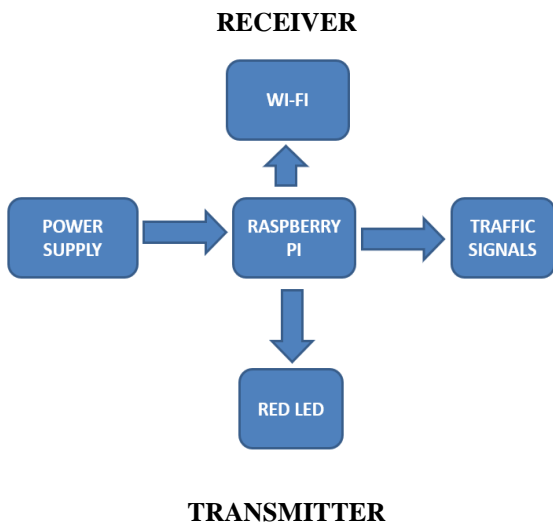 RECEIVER
WI-FI
POWER
SUPPLY
RASPBERRY
PI
TRAFFIC
SIGNALS
RED LED
TRANSMITTER